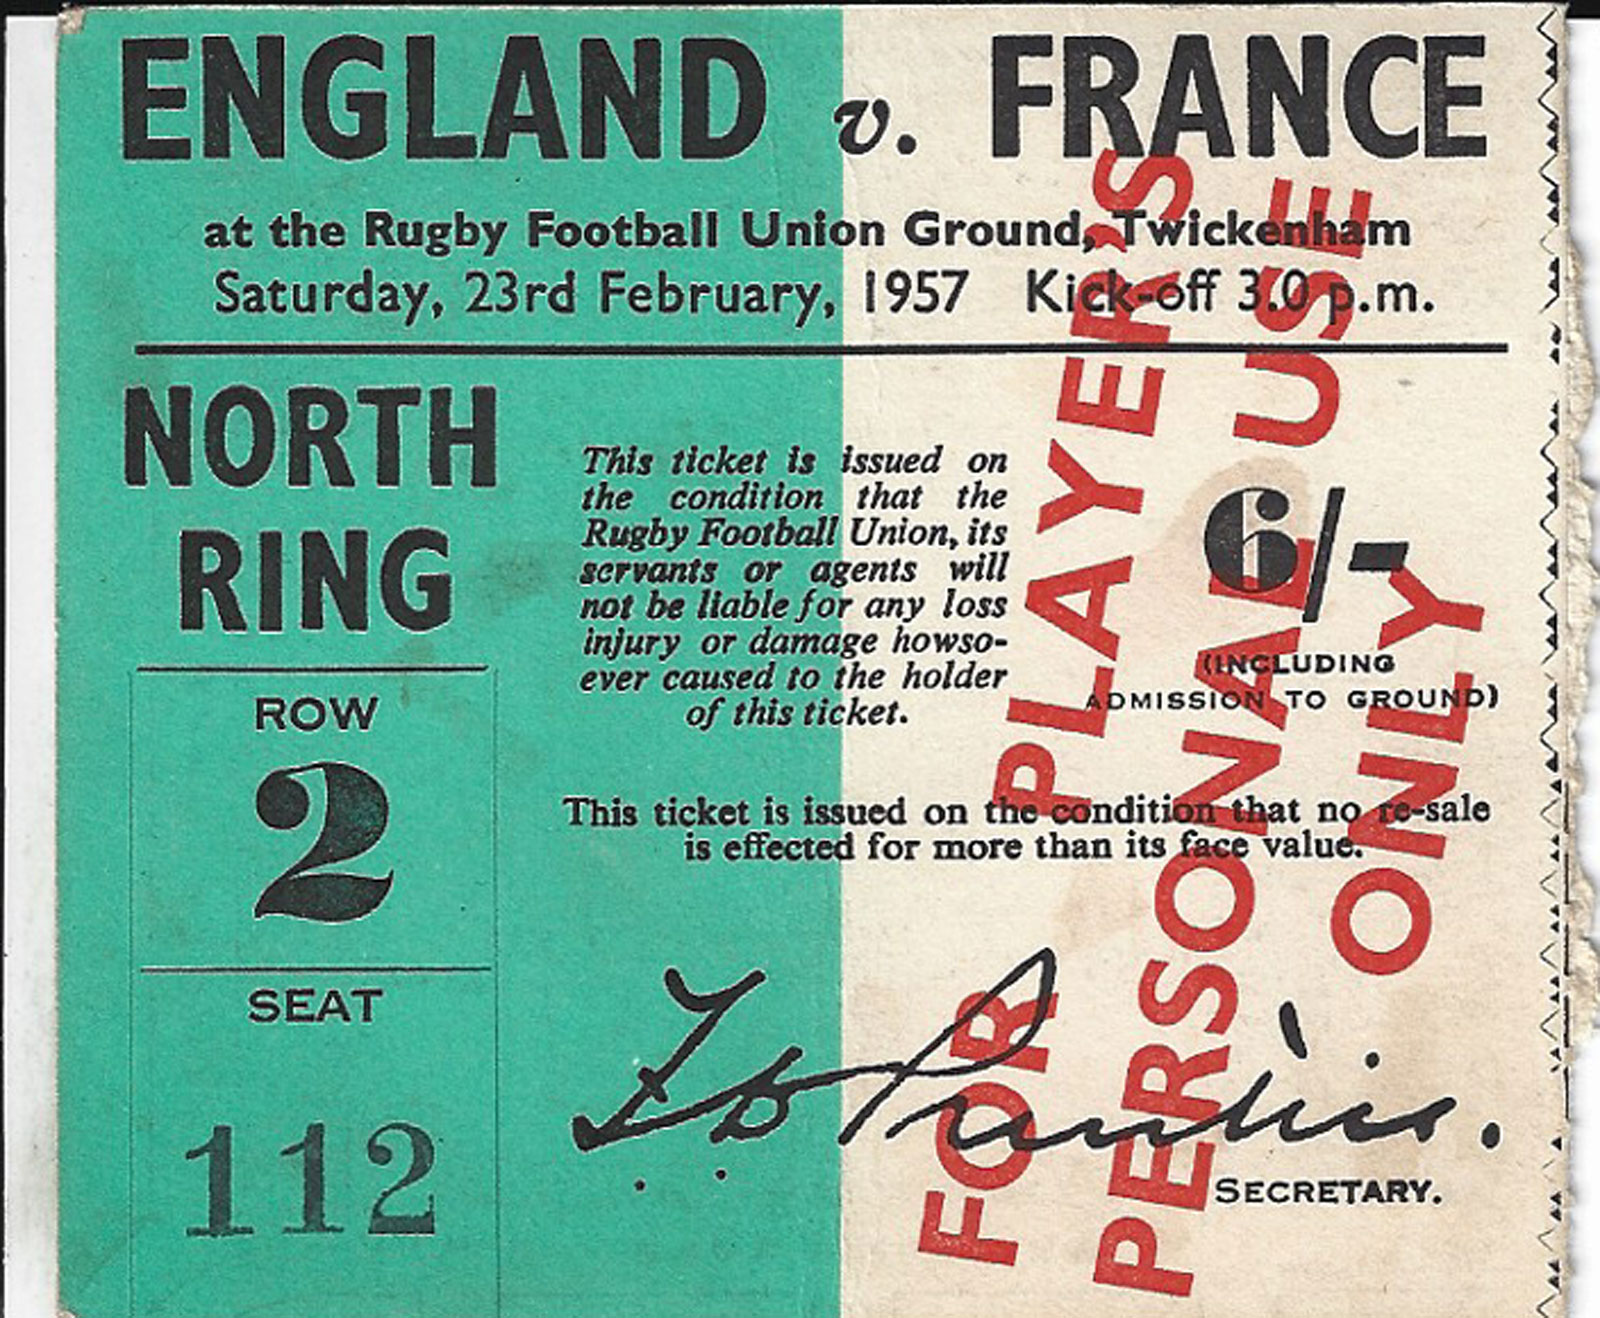 ENGLAND v. FRANCE
at the Rugby Football Union Ground, Twickenham
Saturday, 23rd February, 1957 Kick-off 3.0 p.m.
NORTH
RING
ROW
2
SEAT
112
This ticket is issued on
the condition that the
Rugby Football Union, its
servants or agents will
not be liable for any loss
injury or damage howso-
ever caused to the holder
of this ticket.
6/-
(INCLUDING
ADMISSION TO GROUND)
This ticket is issued on the condition that no re-sale
is effected for more than its face value.
SECRETARY.
FOR PLAYER'S
PERSONAL USE
ONLY